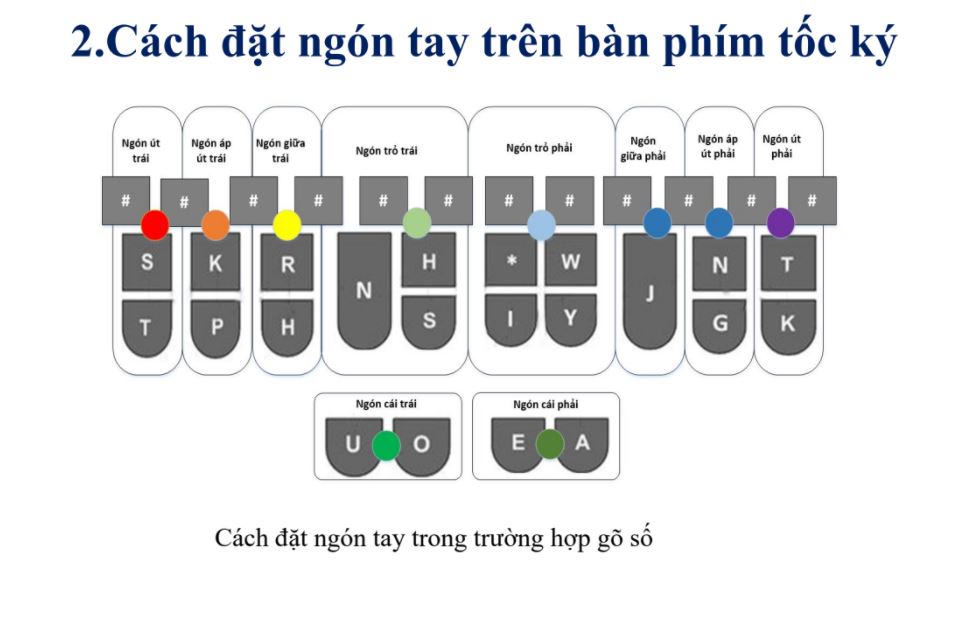 2.Cách đặt ngón tay trên bàn phím tốc ký
Ngón út trái
Ngón áp út trái
Ngón giữa trái
Ngón trỏ trái
Ngón trỏ phải
Ngón giữa phải
Ngón áp út phải
Ngón út phải
# # # # # # # # # # # #
S K R N H * W J N T
T P H S I Y G K
Ngón cái trái
Ngón cái phải
U O E A
Cách đặt ngón tay trong trường hợp gõ số